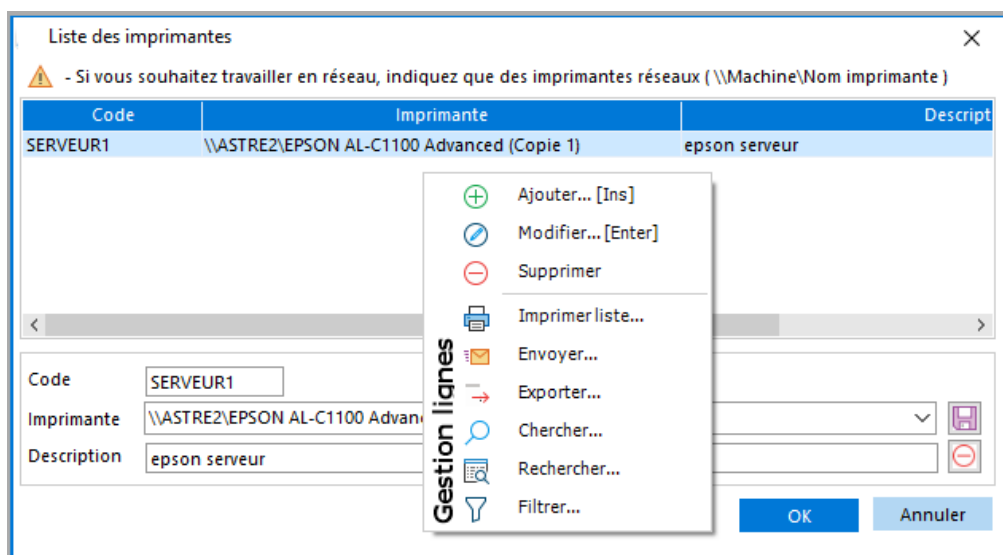 Liste des imprimantes
- Si vous souhaitez travailler en réseau, indiquez que des imprimantes réseaux ( \\Machine\Nom imprimante )
Code Imprimante Descript
SERVEUR1 \\ASTRE2\EPSON AL-C1100 Advanced (Copie 1) epson serveur
Gestion lignes
Ajouter... [Ins]
Modifier... [Enter]
Supprimer
Imprimer liste...
Envoyer...
Exporter...
Chercher...
Rechercher...
Filtrer...
Code SERVEUR1
Imprimante \\ASTRE2\EPSON AL-C1100 Advan
Description epson serveur
OK Annuler